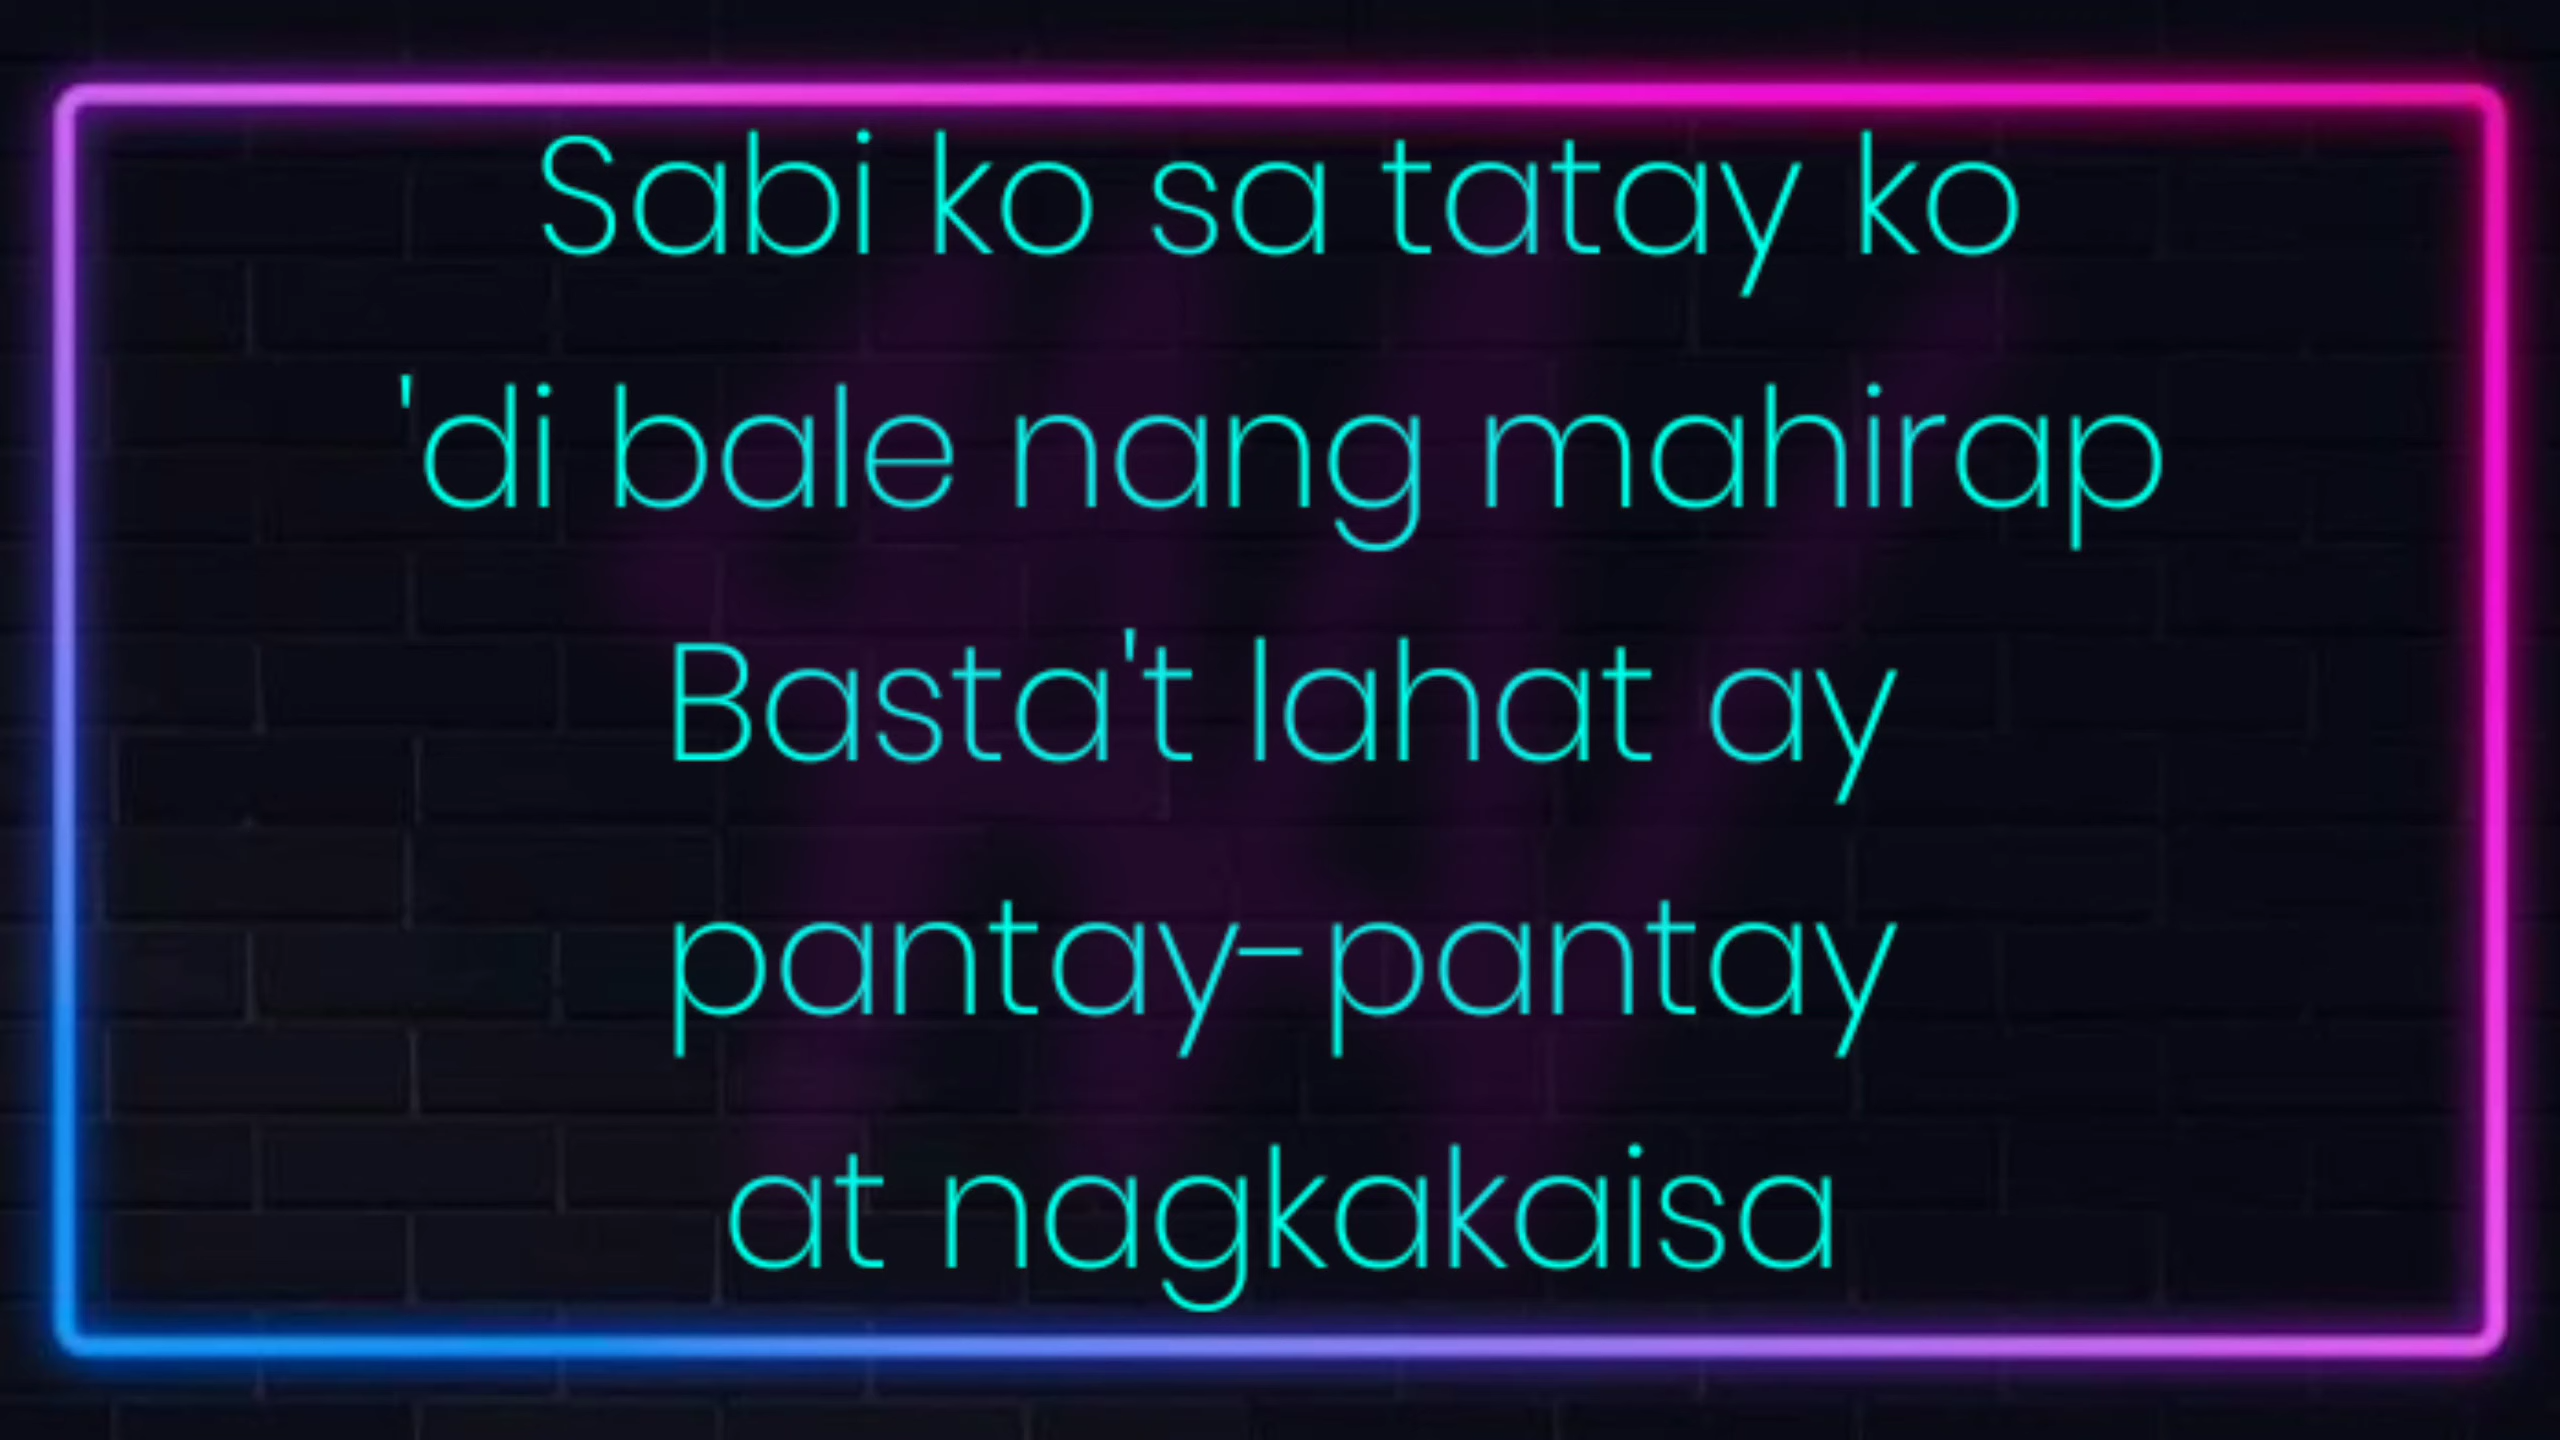 Sabi ko sa tatay ko
'di bale nang mahirap
Basta't lahat ay
pantay-pantay
at nagkakaisa